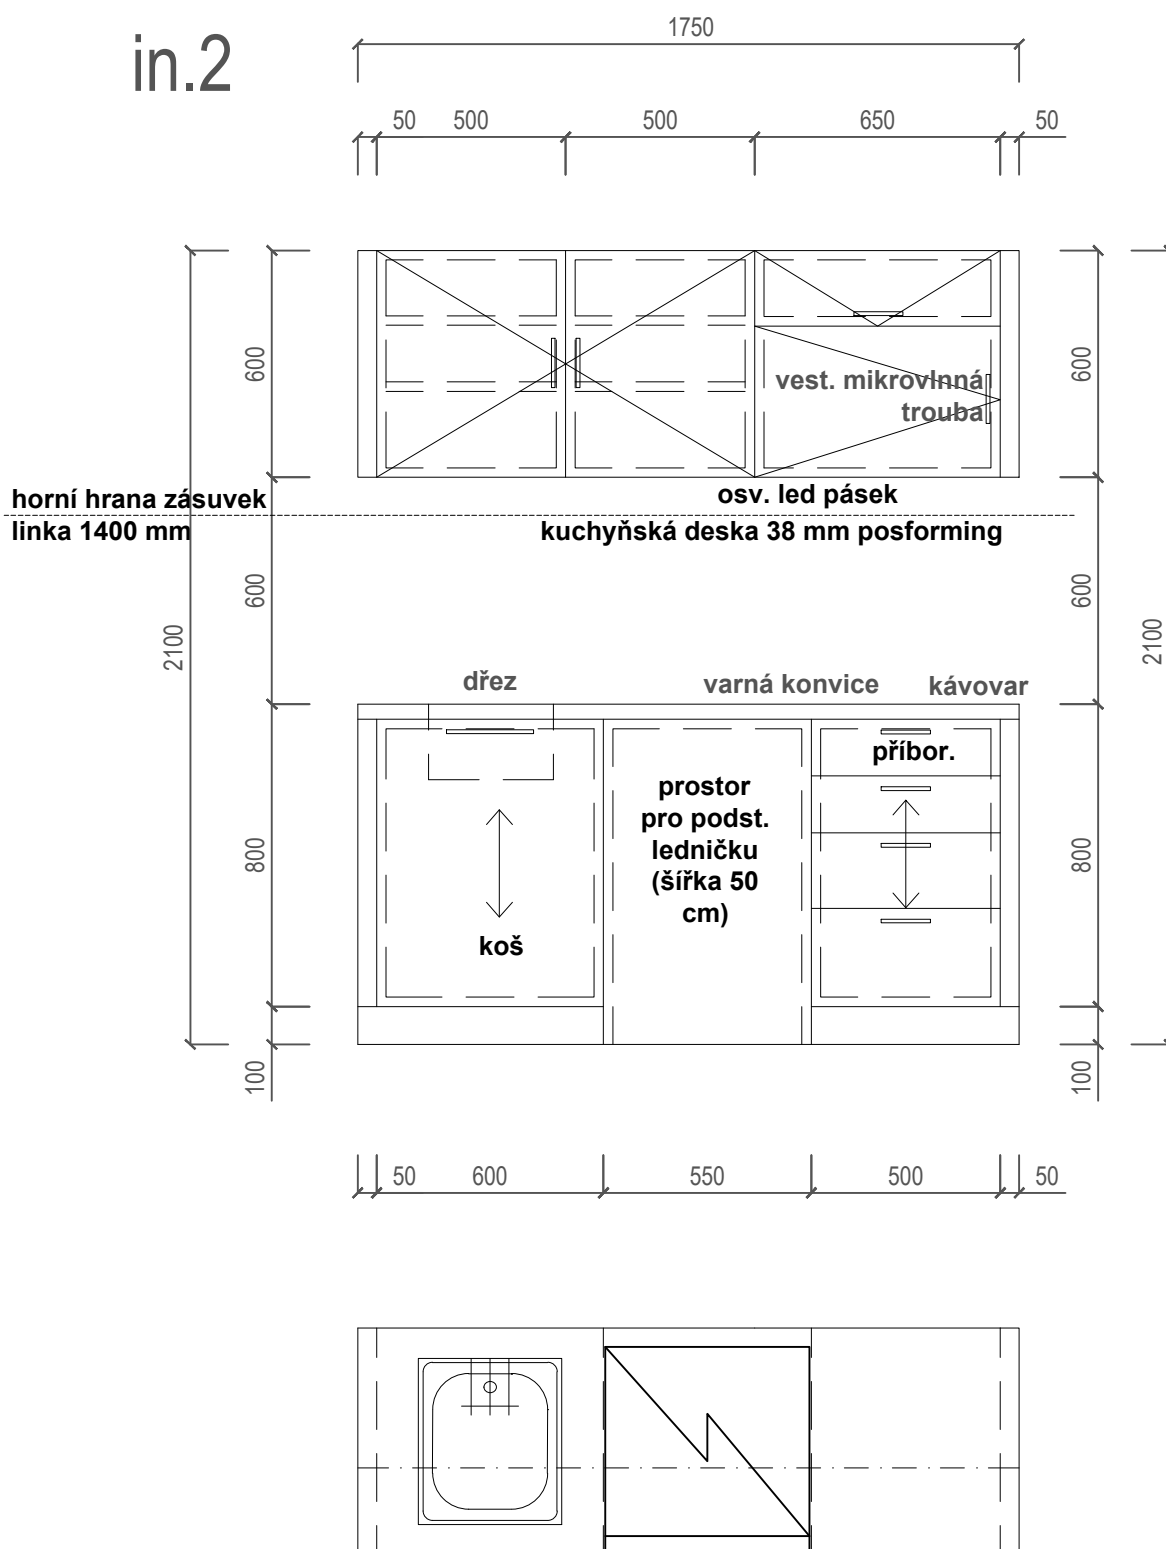 in.2
1750
50 500 500 650 50
600 600
vest. mikrovlnná
trouba
horní hrana zásuvek
linka 1400 mm
osv. led pásek
kuchyňská deska 38 mm posforming
600 600
2100 2100
dřez varná konvice kávovar
příbor.
prostor
pro podst.
ledničku
(šířka 50
cm)
800 800
koš
100 100
50 600 550 500 50